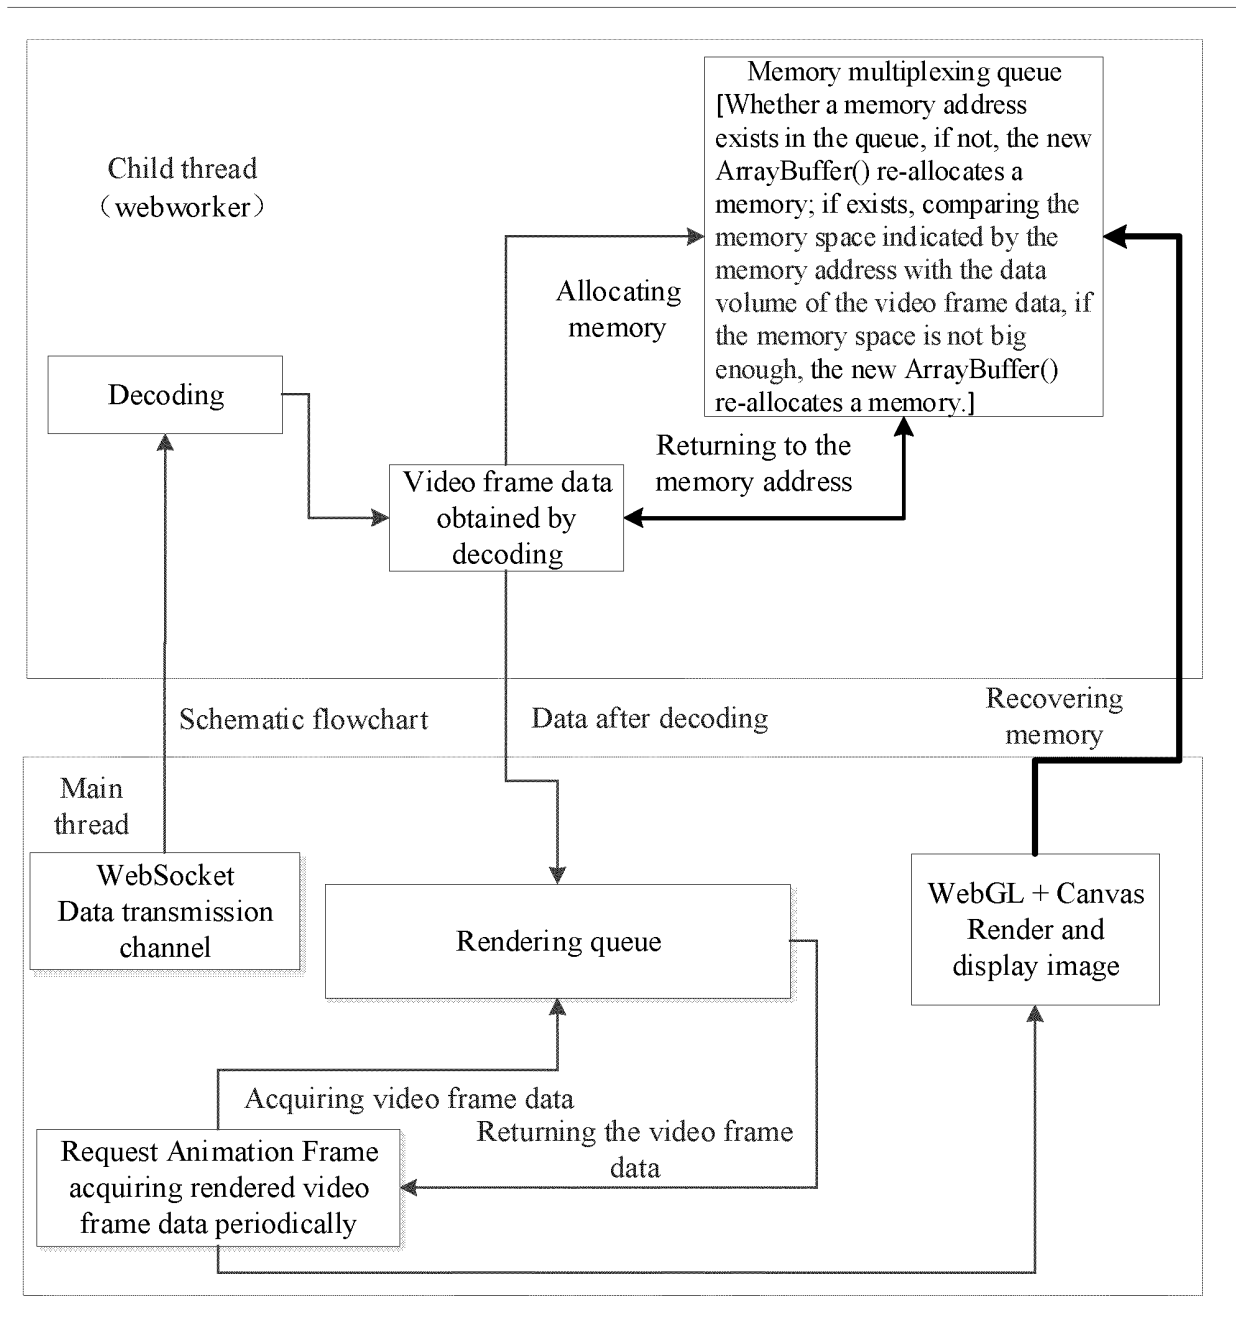 Memory multiplexing queue
[Whether a memory address
exists in the queue, if not, the new
ArrayBuffer() re-allocates a
memory; if exists, comparing the
memory space indicated by the
memory address with the data
volume of the video frame data, if
the memory space is not big
enough, the new ArrayBuffer()
re-allocates a memory.]
Child thread
（webworker）
Allocating
memory
Decoding
Returning to the
memory address
Video frame data
obtained by
decoding
Schematic flowchart
Data after decoding
Recovering
memory
Main
thread
WebSocket
Data transmission
channel
Rendering queue
WebGL + Canvas
Render and
display image
Acquiring video frame data
Returning the video frame
data
Request Animation Frame
acquiring rendered video
frame data periodically